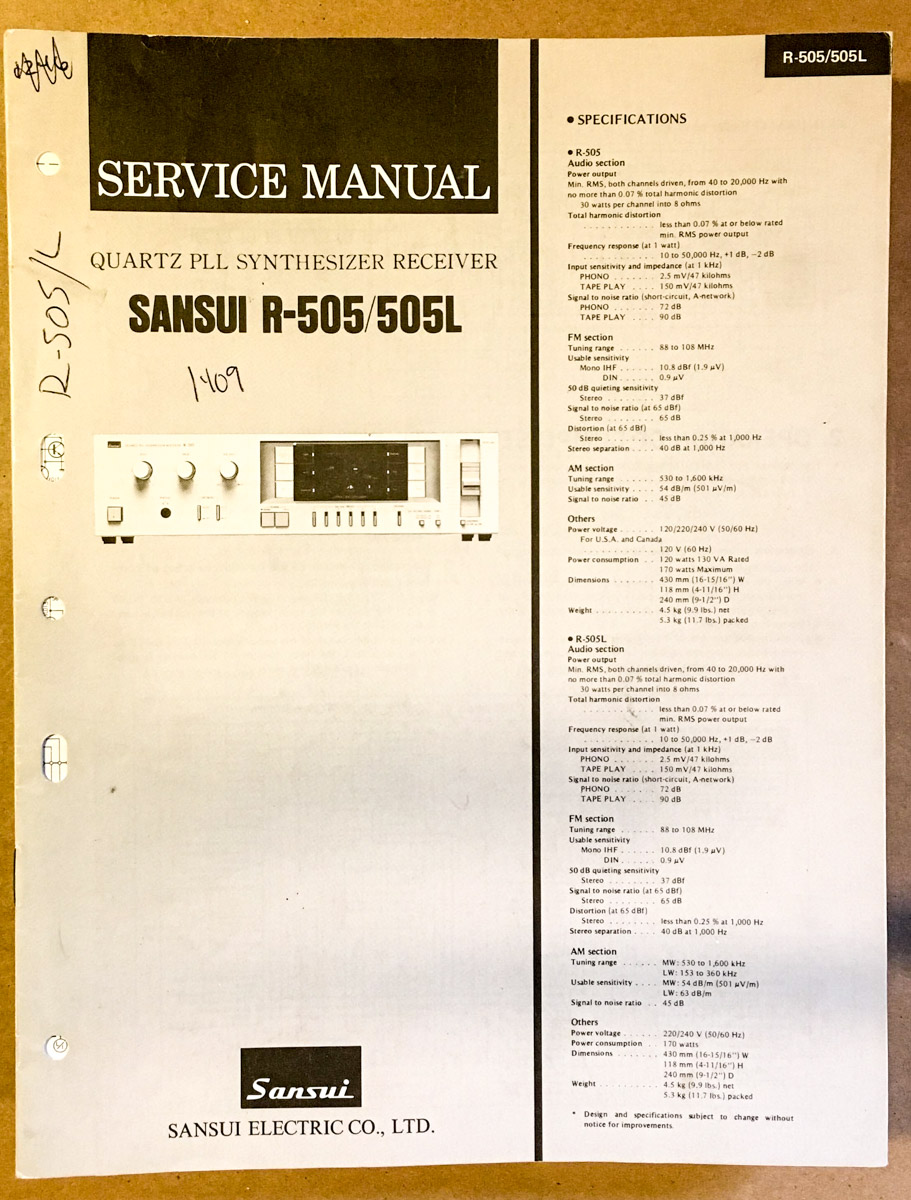 R-505/505L
SERVICE MANUAL
QUARTZ PLL SYNTHESIZER RECEIVER
SANSUI R-505/505L
R-505/L
1409
Sansui
SANSUI ELECTRIC CO., LTD.
● SPECIFICATIONS
● R-505
Audio section
Power output
Min. RMS, both channels driven, from 40 to 20,000 Hz with
no more than 0.07 % total harmonic distortion
30 watts per channel into 8 ohms
Total harmonic distortion
. . . . . . . . . . . . less than 0.07 % at or below rated
min. RMS power output
Frequency response (at 1 watt)
. . . . . . . . . . . . 10 to 50,000 Hz, +1 dB, −2 dB
Input sensitivity and impedance (at 1 kHz)
PHONO . . . . . . . 2.5 mV/47 kilohms
TAPE PLAY . . . . 150 mV/47 kilohms
Signal to noise ratio (short-circuit, A-network)
PHONO . . . . . . . 72 dB
TAPE PLAY . . . . 90 dB
FM section
Tuning range . . . . . . 88 to 108 MHz
Usable sensitivity
Mono IHF . . . . . . 10.8 dBf (1.9 µV)
DIN . . . . . . 0.9 µV
50 dB quieting sensitivity
Stereo . . . . . . . . 37 dBf
Signal to noise ratio (at 65 dBf)
Stereo . . . . . . . . 65 dB
Distortion (at 65 dBf)
Stereo . . . . . . . . less than 0.25 % at 1,000 Hz
Stereo separation . . . . 40 dB at 1,000 Hz
AM section
Tuning range . . . . . . 530 to 1,600 kHz
Usable sensitivity . . . . 54 dB/m (501 µV/m)
Signal to noise ratio . . 45 dB
Others
Power voltage . . . . . . 120/220/240 V (50/60 Hz)
For U.S.A. and Canada
. . . . . . . . . . . . 120 V (60 Hz)
Power consumption . . 120 watts 130 VA Rated
170 watts Maximum
Dimensions . . . . . . . 430 mm (16-15/16") W
118 mm (4-11/16") H
240 mm (9-1/2") D
Weight . . . . . . . . . . 4.5 kg (9.9 lbs.) net
5.3 kg (11.7 lbs.) packed
● R-505L
Audio section
Power output
Min. RMS, both channels driven, from 40 to 20,000 Hz with
no more than 0.07 % total harmonic distortion
30 watts per channel into 8 ohms
Total harmonic distortion
. . . . . . . . . . . . less than 0.07 % at or below rated
min. RMS power output
Frequency response (at 1 watt)
. . . . . . . . . . . . 10 to 50,000 Hz, +1 dB, −2 dB
Input sensitivity and impedance (at 1 kHz)
PHONO . . . . . . . 2.5 mV/47 kilohms
TAPE PLAY . . . . 150 mV/47 kilohms
Signal to noise ratio (short-circuit, A-network)
PHONO . . . . . . . 72 dB
TAPE PLAY . . . . 90 dB
FM section
Tuning range . . . . . . 88 to 108 MHz
Usable sensitivity
Mono IHF . . . . . . 10.8 dBf (1.9 µV)
DIN . . . . . . 0.9 µV
50 dB quieting sensitivity
Stereo . . . . . . . . 37 dBf
Signal to noise ratio (at 65 dBf)
Stereo . . . . . . . . 65 dB
Distortion (at 65 dBf)
Stereo . . . . . . . . less than 0.25 % at 1,000 Hz
Stereo separation . . . . 40 dB at 1,000 Hz
AM section
Tuning range . . . . . . MW: 530 to 1,600 kHz
LW: 153 to 360 kHz
Usable sensitivity . . . . MW: 54 dB/m (501 µV/m)
LW: 63 dB/m
Signal to noise ratio . . 45 dB
Others
Power voltage . . . . . . 220/240 V (50/60 Hz)
Power consumption . . 170 watts
Dimensions . . . . . . . 430 mm (16-15/16") W
118 mm (4-11/16") H
240 mm (9-1/2") D
Weight . . . . . . . . . . 4.5 kg (9.9 lbs.) net
5.3 kg (11.7 lbs.) packed
* Design and specifications subject to change without
notice for improvements.